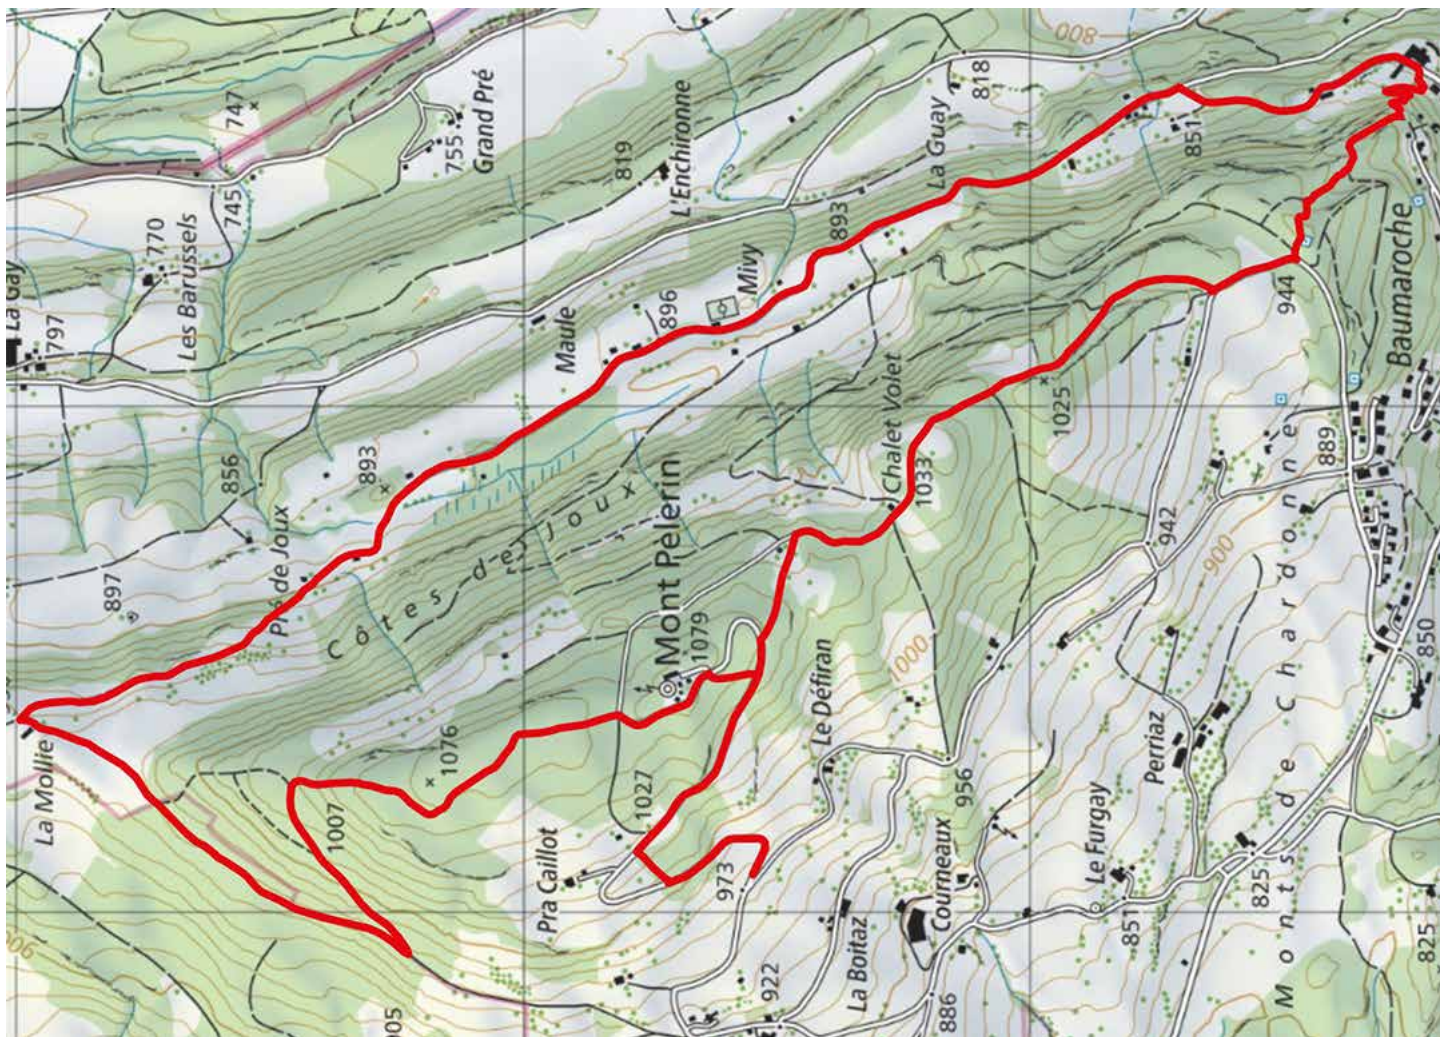 900
La Mollie
La Gay
797
897
770
Les Barussels
856
745
747
Pré de Joux
1007
893
Côtes de Joux
905
1076
755
Grand Pré
Pra Caillot
Maule
819
1027
896
Mont Pelerin
1079
L'Enchironne
973
Mivy
922
Le Défiran
893
La Boitaz
Chalet Volet
1000
1033
La Guay
Courneaux
886
956
818
1025
800
Le Furgay
851
Perriaz
942
851
900
825
Monts de Chardonne
944
889
Baumaroche
825
850